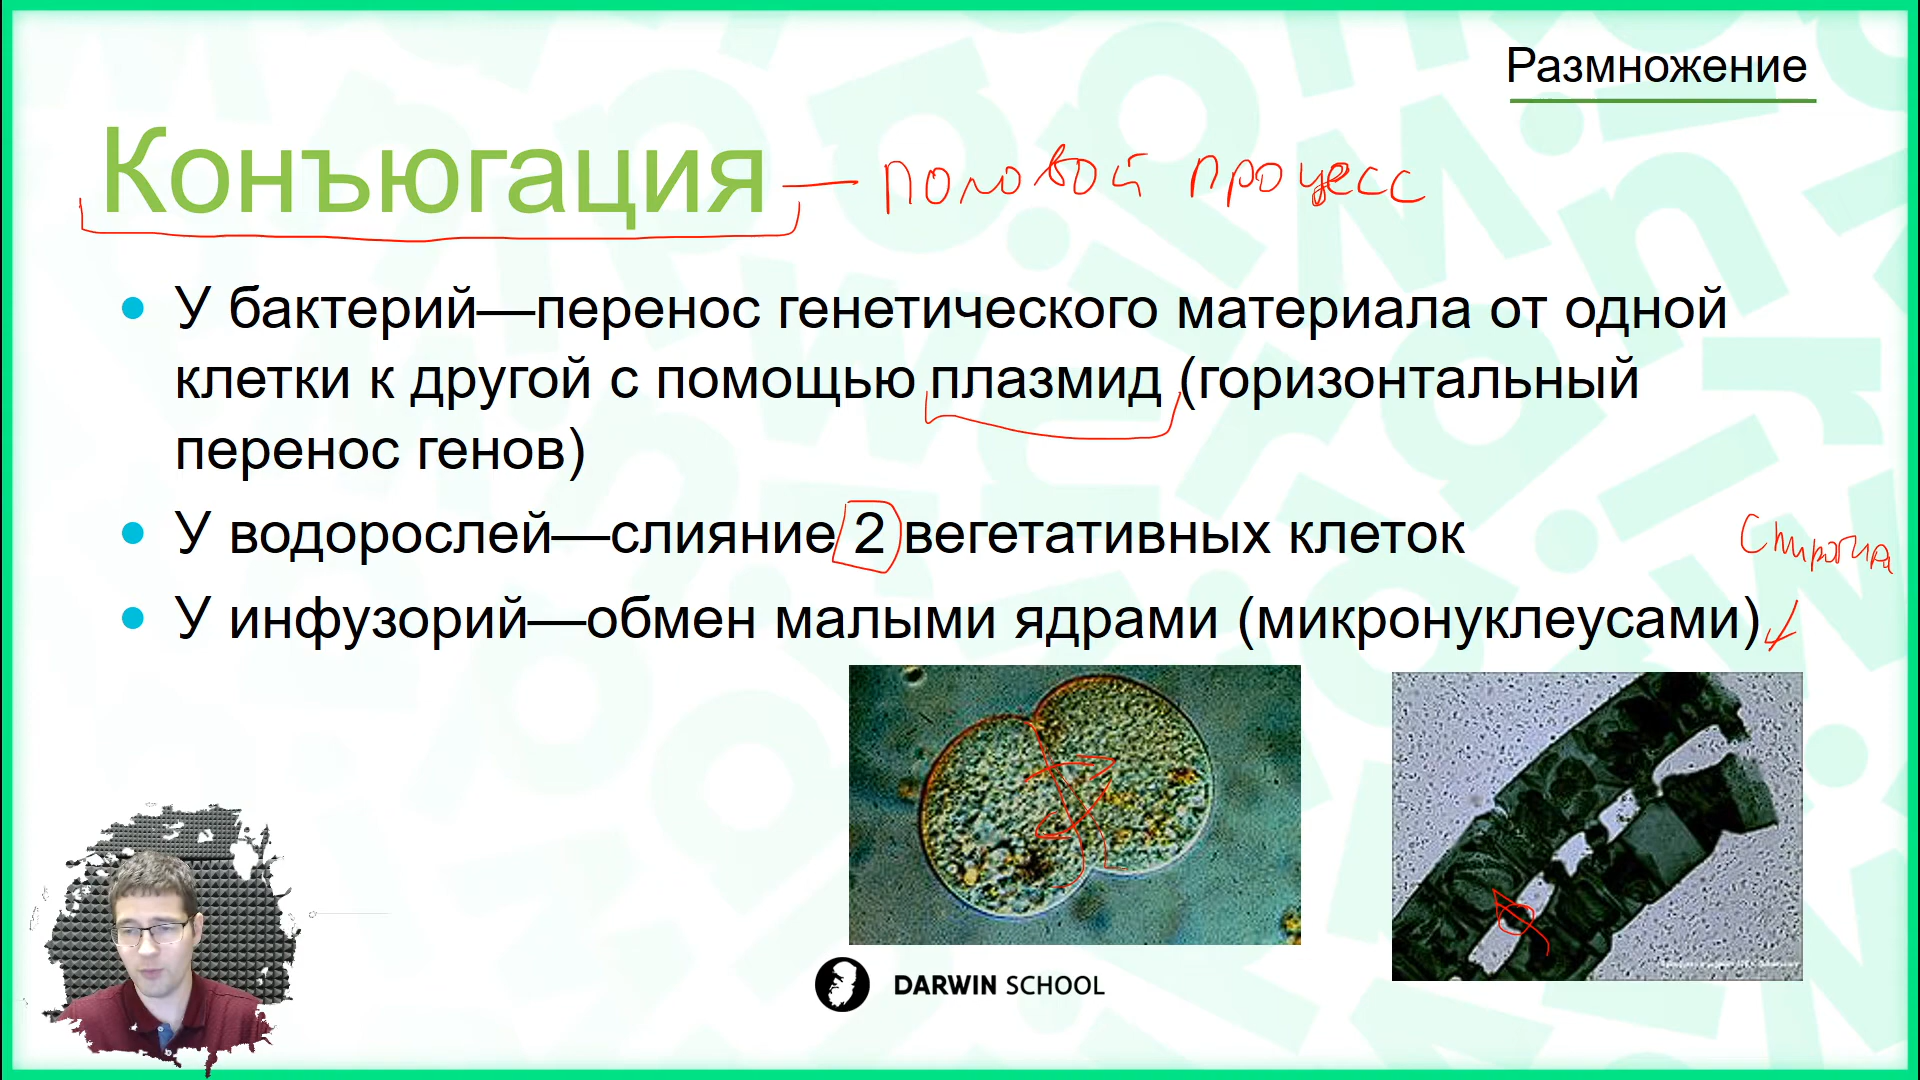 Размножение
Конъюгация — половой процесс
• У бактерий—перенос генетического материала от одной
клетки к другой с помощью плазмид (горизонтальный
перенос генов)
• У водорослей—слияние 2 вегетативных клеток
Спирогира
• У инфузорий—обмен малыми ядрами (микронуклеусами)
DARWIN SCHOOL